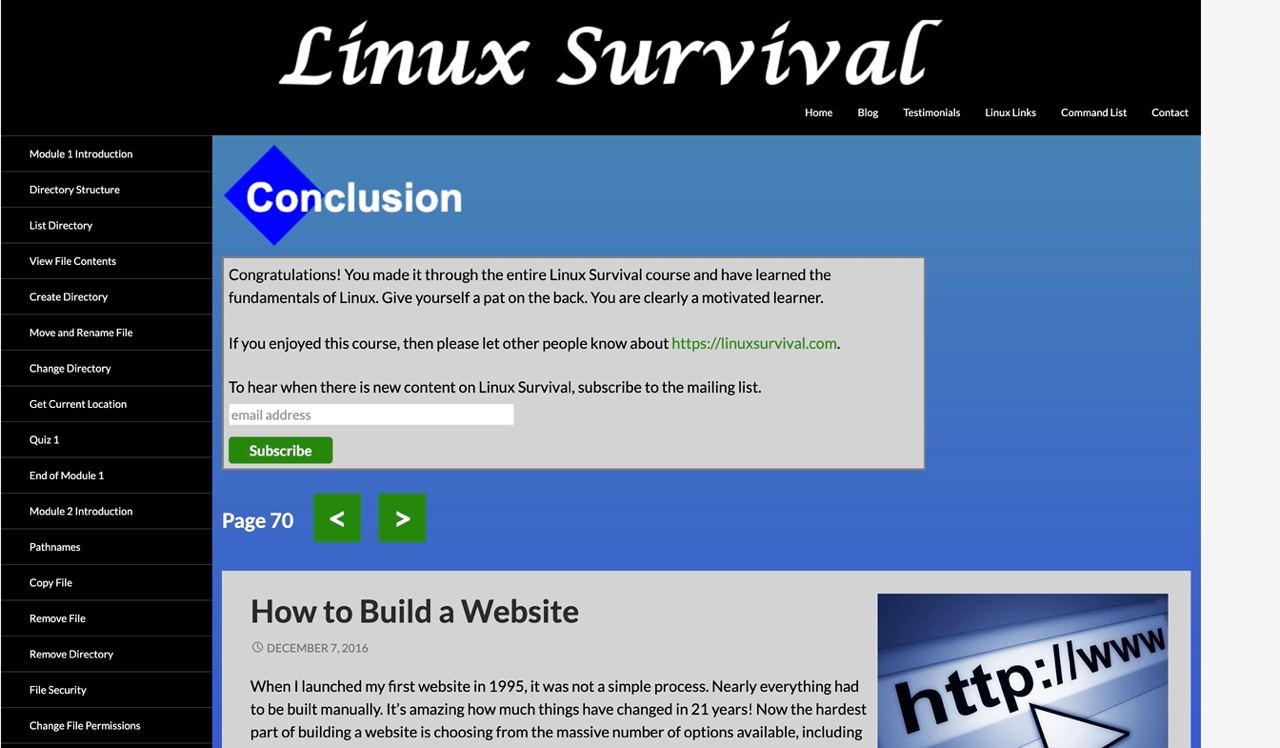 Linux Survival
Home Blog Testimonials Linux Links Command List Contact
Module 1 Introduction
Directory Structure
List Directory
View File Contents
Create Directory
Move and Rename File
Change Directory
Get Current Location
Quiz 1
End of Module 1
Module 2 Introduction
Pathnames
Copy File
Remove File
Remove Directory
File Security
Change File Permissions
Conclusion
Congratulations! You made it through the entire Linux Survival course and have learned the
fundamentals of Linux. Give yourself a pat on the back. You are clearly a motivated learner.
If you enjoyed this course, then please let other people know about https://linuxsurvival.com.
To hear when there is new content on Linux Survival, subscribe to the mailing list.
email address
Subscribe
Page 70 < >
How to Build a Website
DECEMBER 7, 2016
When I launched my first website in 1995, it was not a simple process. Nearly everything had
to be built manually. It’s amazing how much things have changed in 21 years! Now the hardest
part of building a website is choosing from the massive number of options available, including
http://www